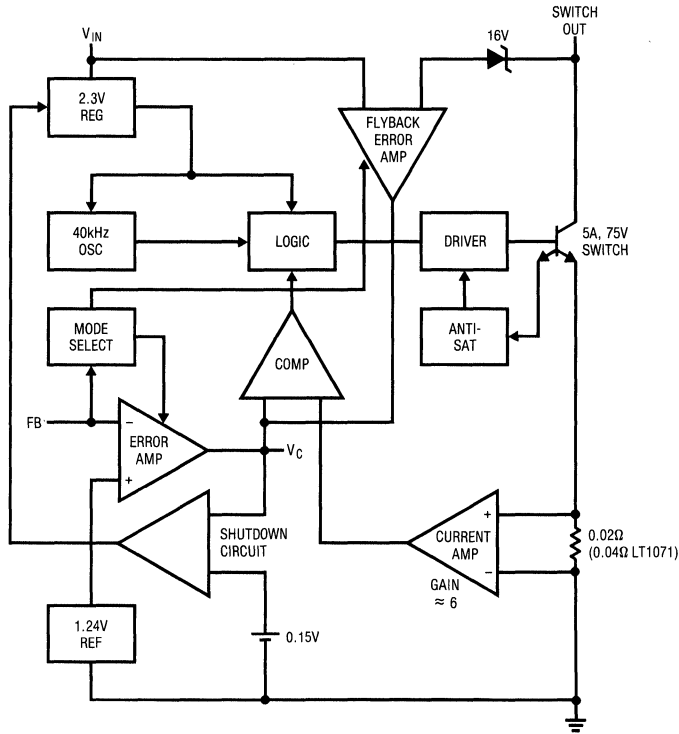 SWITCH
OUT
VIN
16V
2.3V
REG
FLYBACK
ERROR
AMP
40kHz
OSC
LOGIC
DRIVER
5A, 75V
SWITCH
MODE
SELECT
ANTI-
SAT
COMP
FB
−
ERROR
AMP
+
VC
SHUTDOWN
CIRCUIT
+
CURRENT
AMP
−
GAIN
≈ 6
0.02Ω
(0.04Ω LT1071)
1.24V
REF
0.15V